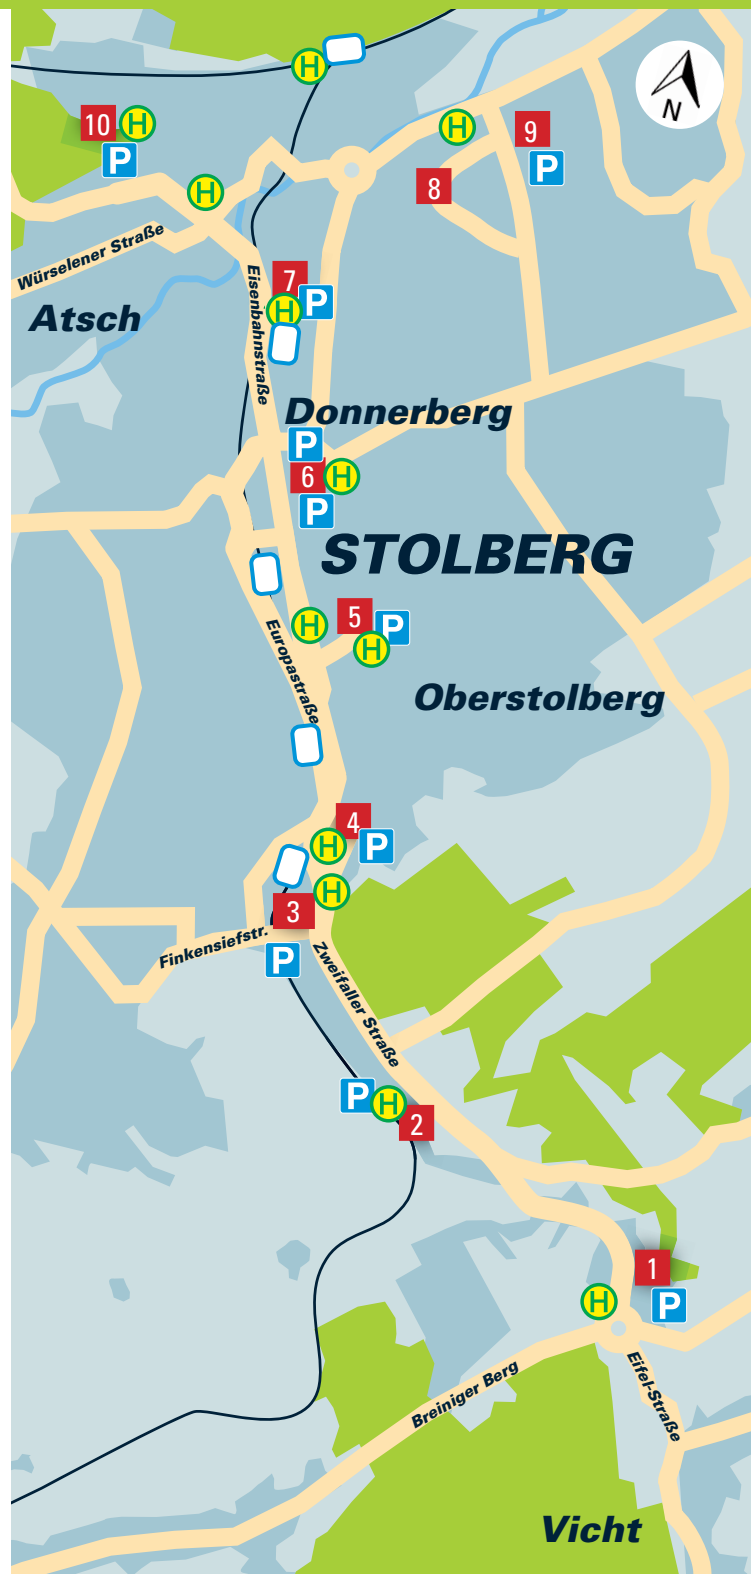 H
N
10 H
P
H
9
H
P
8
H
Würselener Straße
7
P
H
Eisenbahnstraße
Atsch
Donnerberg
P
6 H
P
STOLBERG
5
P
H
H
Europastraße
Oberstolberg
4
H
P
H
3
Finkensiefstr.
P
Zweifaller Straße
P
H
2
1
H
P
Eifel-Straße
Breiniger Berg
Vicht